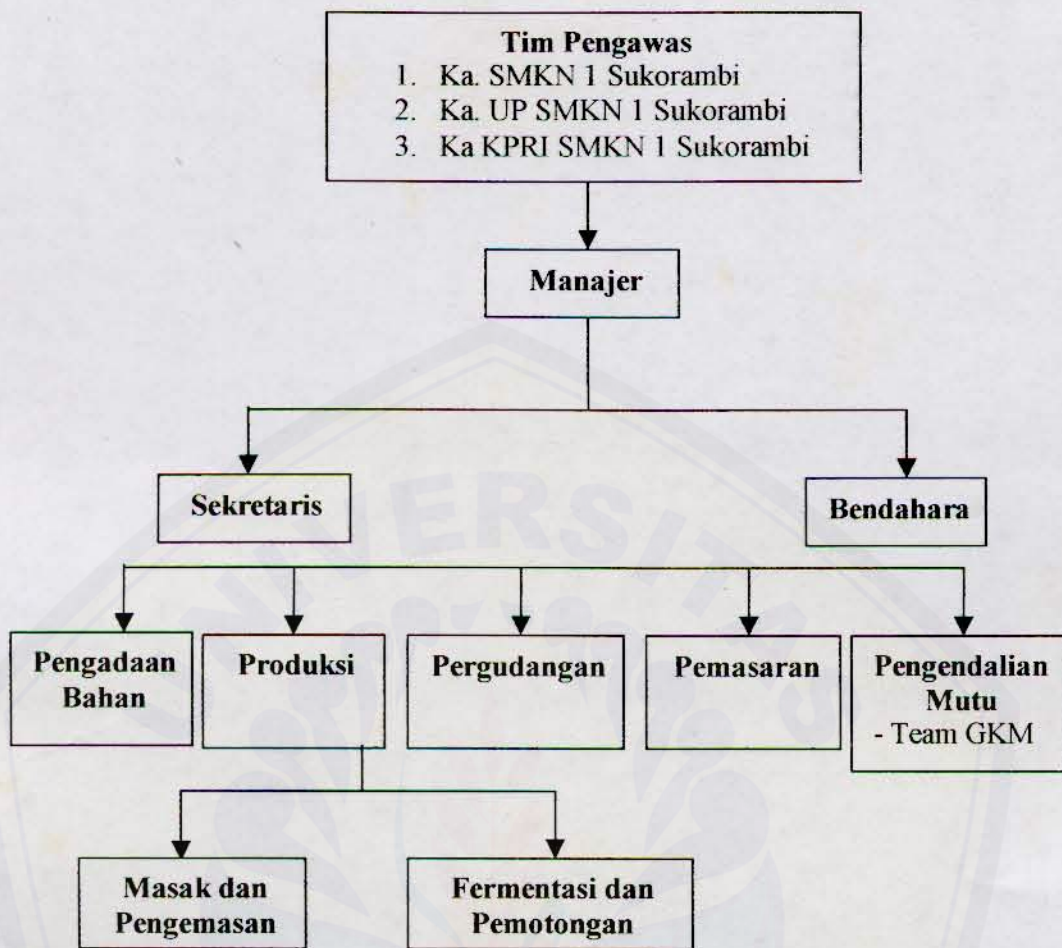 Tim Pengawas
1. Ka. SMKN 1 Sukorambi
2. Ka. UP SMKN 1 Sukorambi
3. Ka KPRI SMKN 1 Sukorambi
Manajer
Sekretaris
Bendahara
UNIVERSITAS
Pengadaan
Bahan
Produksi
Pergudangan
Pemasaran
Pengendalian
Mutu
- Team GKM
Masak dan
Pengemasan
Fermentasi dan
Pemotongan